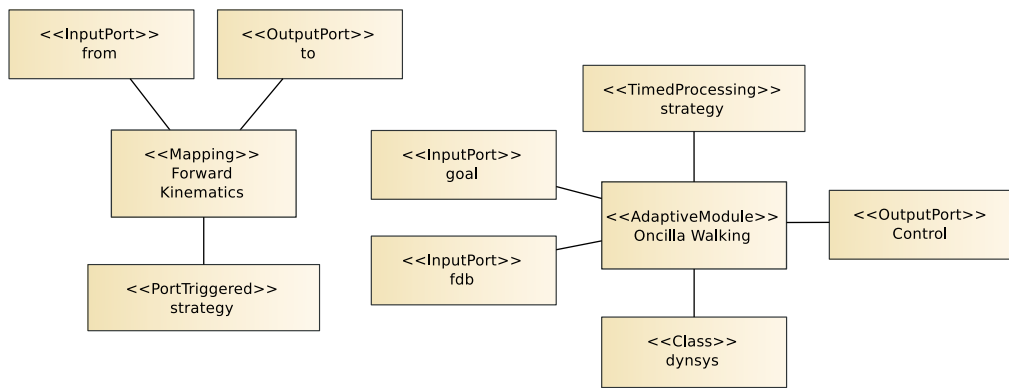 <<InputPort>>
from
<<OutputPort>>
to
<<Mapping>>
Forward
Kinematics
<<PortTriggered>>
strategy
<<TimedProcessing>>
strategy
<<InputPort>>
goal
<<AdaptiveModule>>
Oncilla Walking
<<OutputPort>>
Control
<<InputPort>>
fdb
<<Class>>
dynsys